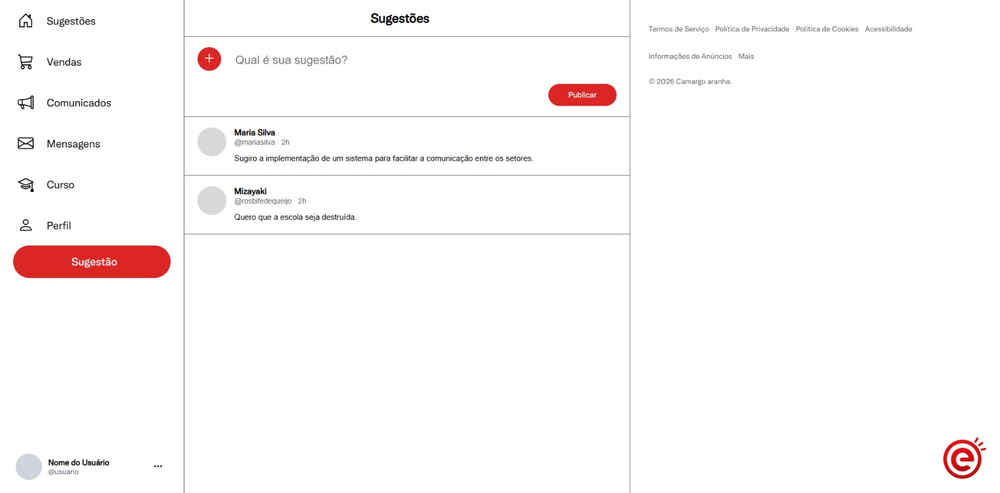 Sugestões
Vendas
Comunicados
Mensagens
Curso
Perfil
Sugestão
Nome do Usuário
@usuario
Sugestões
Qual é sua sugestão?
Publicar
Maria Silva
@mariasilva · 2h
Sugiro a implementação de um sistema para facilitar a comunicação entre os setores.
Mizayaki
@rosbifedequeijo · 2h
Quero que a escola seja destruída.
Termos de Serviço Política de Privacidade Política de Cookies Acessibilidade
Informações de Anúncios Mais
© 2026 Camargo aranha.
e